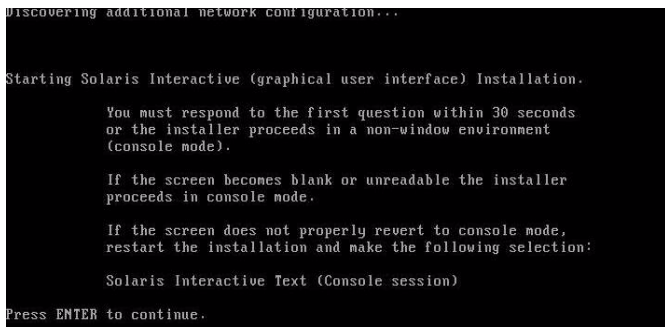 Discovering additional network configuration...
Starting Solaris Interactive (graphical user interface) Installation.
You must respond to the first question within 30 seconds
or the installer proceeds in a non-window environment
(console mode).
If the screen becomes blank or unreadable the installer
proceeds in console mode.
If the screen does not properly revert to console mode,
restart the installation and make the following selection:
Solaris Interactive Text (Console session)
Press ENTER to continue.